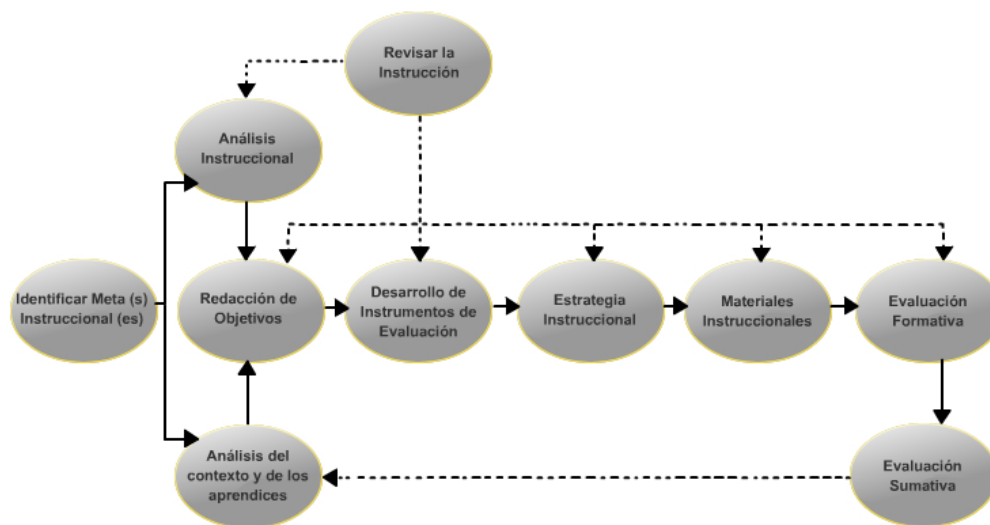 Revisar la
Instrucción
Análisis
Instruccional
Identificar Meta (s)
Instruccional (es)
Redacción de
Objetivos
Desarrollo de
Instrumentos de
Evaluación
Estrategia
Instruccional
Materiales
Instruccionales
Evaluación
Formativa
Análisis del
contexto y de los
aprendices
Evaluación
Sumativa